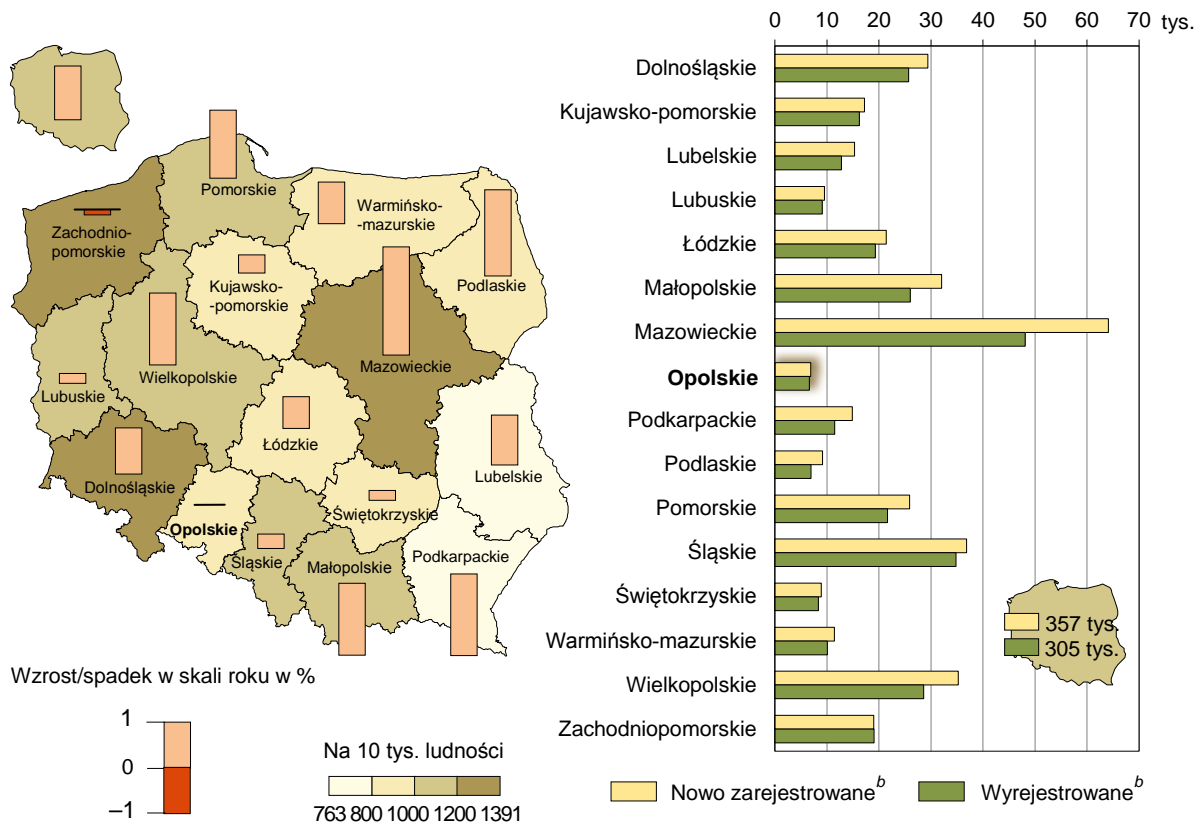 Pomorskie
Zachodnio-
pomorskie
Warmińsko-
-mazurskie
Podlaskie
Kujawsko-
-pomorskie
Mazowieckie
Wielkopolskie
Lubuskie
Łódzkie
Lubelskie
Dolnośląskie
Opolskie
Świętokrzyskie
Śląskie
Małopolskie
Podkarpackie
Wzrost/spadek w skali roku w %
1
0
–1
Na 10 tys. ludności
763 800 1000 1200 1391
0 10 20 30 40 50 60 70 tys.
Dolnośląskie
Kujawsko-pomorskie
Lubelskie
Lubuskie
Łódzkie
Małopolskie
Mazowieckie
Opolskie
Podkarpackie
Podlaskie
Pomorskie
Śląskie
Świętokrzyskie
Warmińsko-mazurskie
Wielkopolskie
Zachodniopomorskie
357 tys.
305 tys.
Nowo zarejestrowane b Wyrejestrowane b